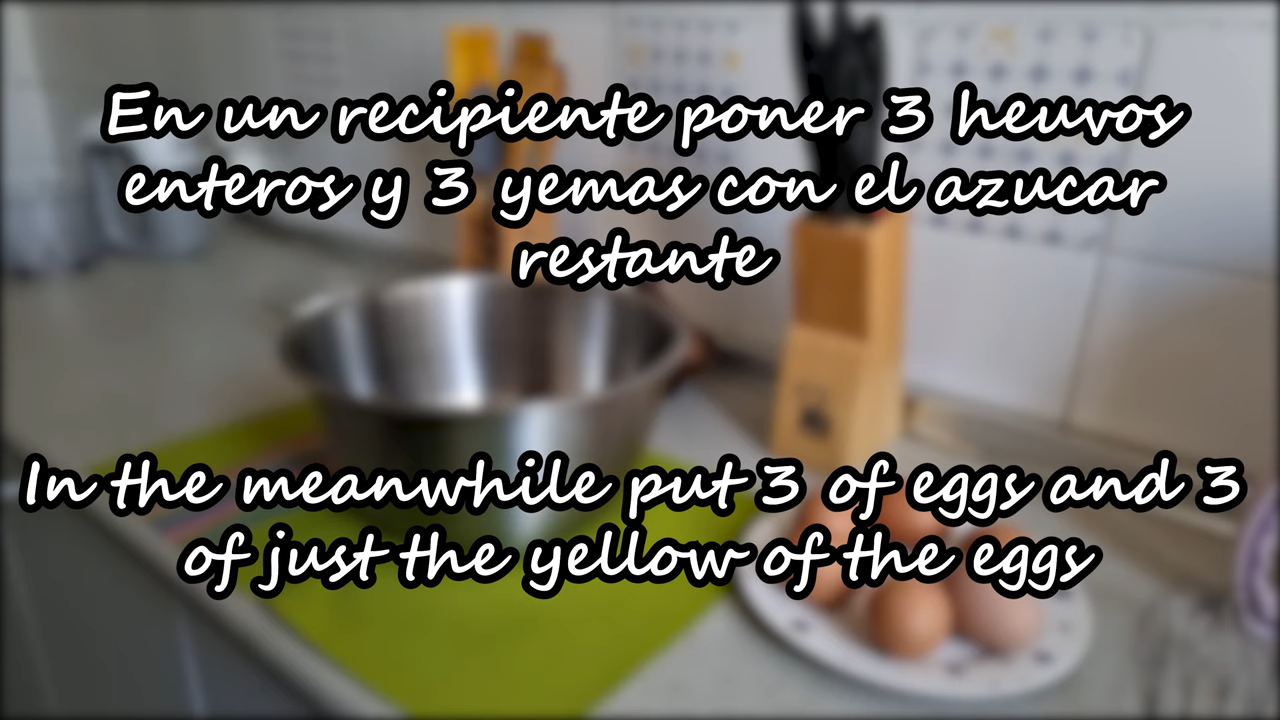 En un recipiente poner 3 heuvos
enteros y 3 yemas con el azucar
restante
In the meanwhile put 3 of eggs and 3
of just the yellow of the eggs